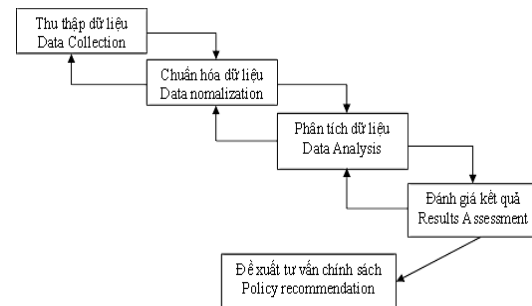 Thu thập dữ liệu
Data Collection
Chuẩn hóa dữ liệu
Data nomalization
Phân tích dữ liệu
Data Analysis
Đánh giá kết quả
Results Assessment
Đề xuất tư vấn chính sách
Policy recommendation